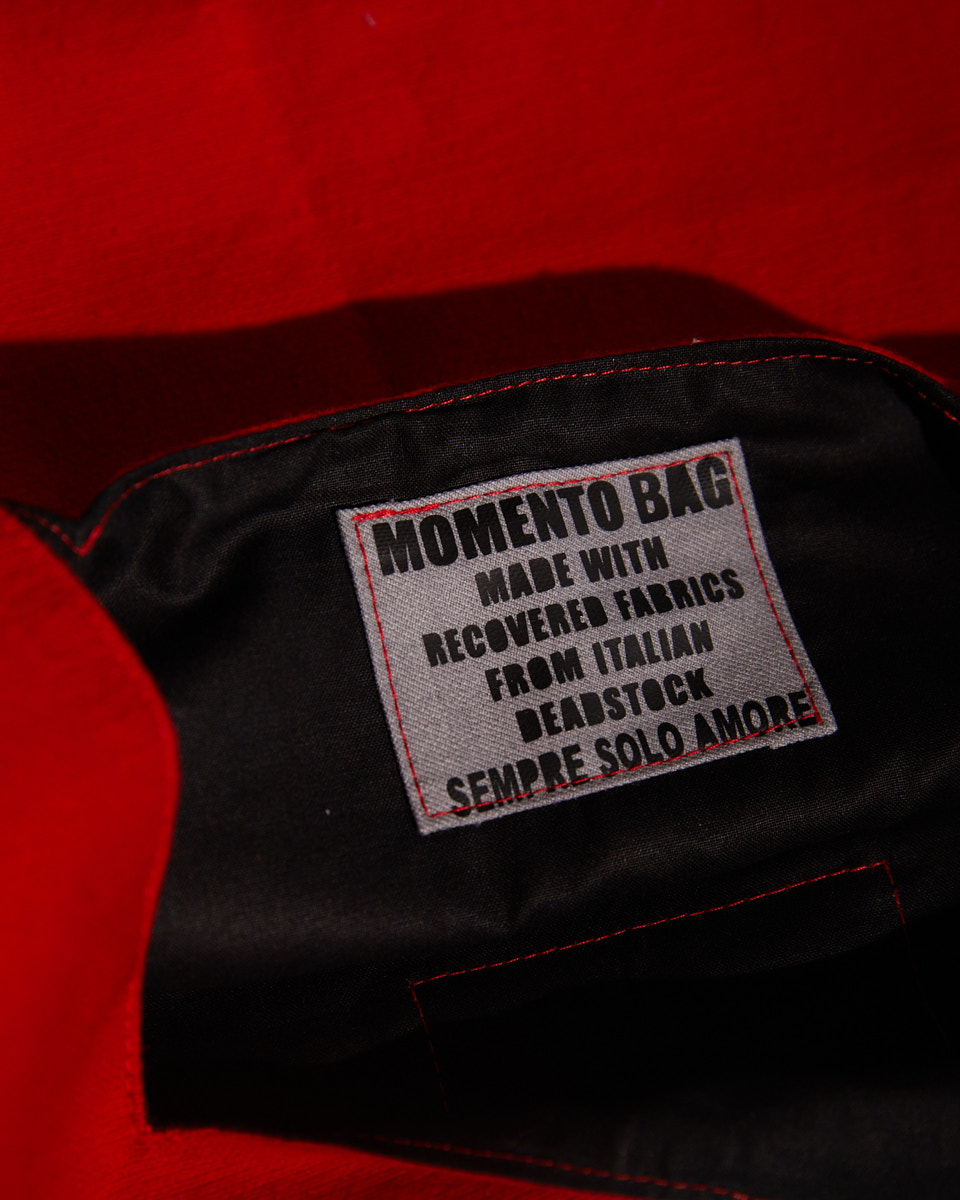 MOMENTO BAG
MADE WITH
RECOVERED FABRICS
FROM ITALIAN
DEADSTOCK
SEMPRE SOLO AMORE